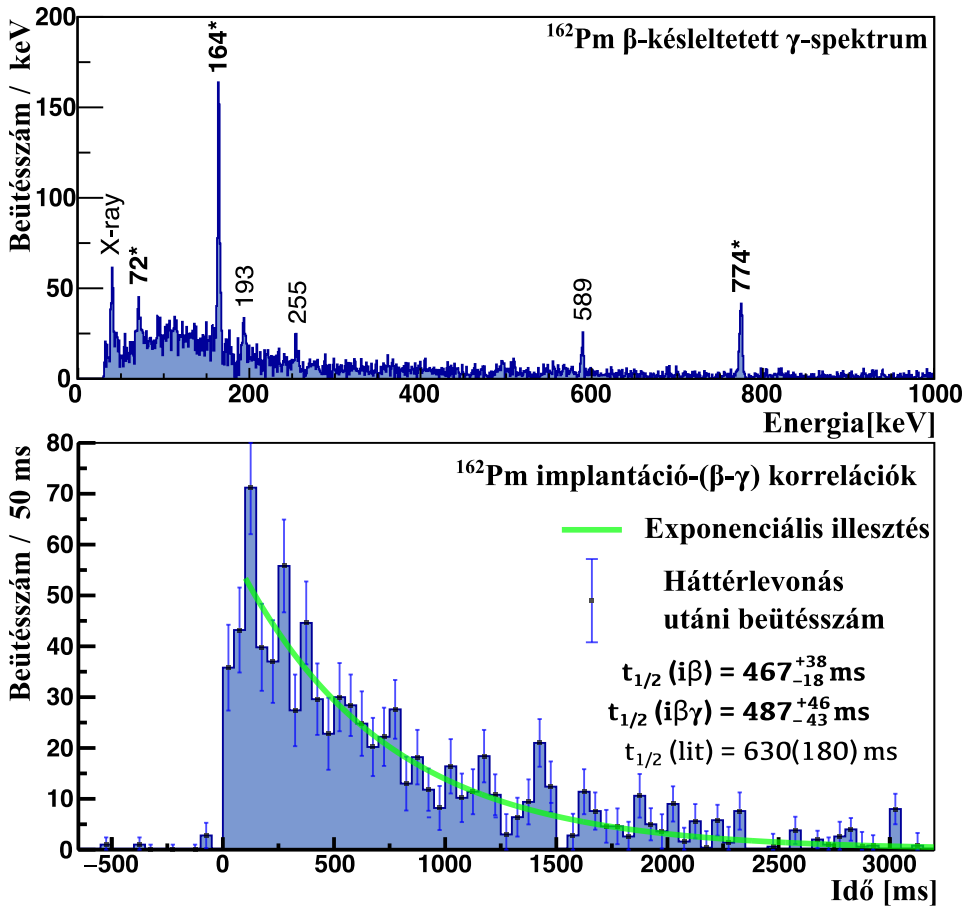 200
150
100
50
0
Beütésszám / keV
¹⁶²Pm β-késleltetett γ-spektrum
X-ray
72*
164*
193
255
589
774*
0 200 400 600 800 1000
Energia[keV]
80
70
60
50
40
30
20
10
0
Beütésszám / 50 ms
¹⁶²Pm implantáció-(β-γ) korrelációk
Exponenciális illesztés
Háttérlevonás
utáni beütésszám
t₁/₂ (iβ) = 467⁺³⁸₋₁₈ ms
t₁/₂ (iβγ) = 487⁺⁴⁶₋₄₃ ms
t₁/₂ (lit) = 630(180) ms
−500 0 500 1000 1500 2000 2500 3000
Idő [ms]